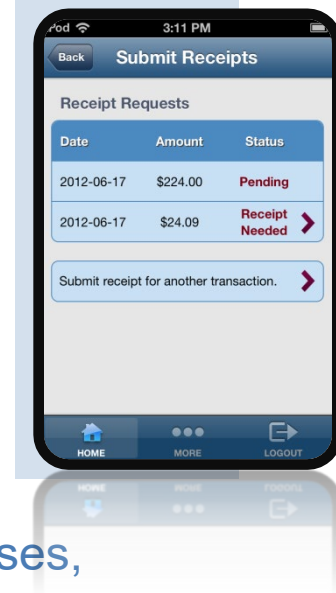 3:11 PM
Back Submit Receipts
Receipt Requests
Date Amount Status
2012-06-17 $224.00 Pending
2012-06-17 $24.09 Receipt Needed
Submit receipt for another transaction.
HOME MORE LOGOUT